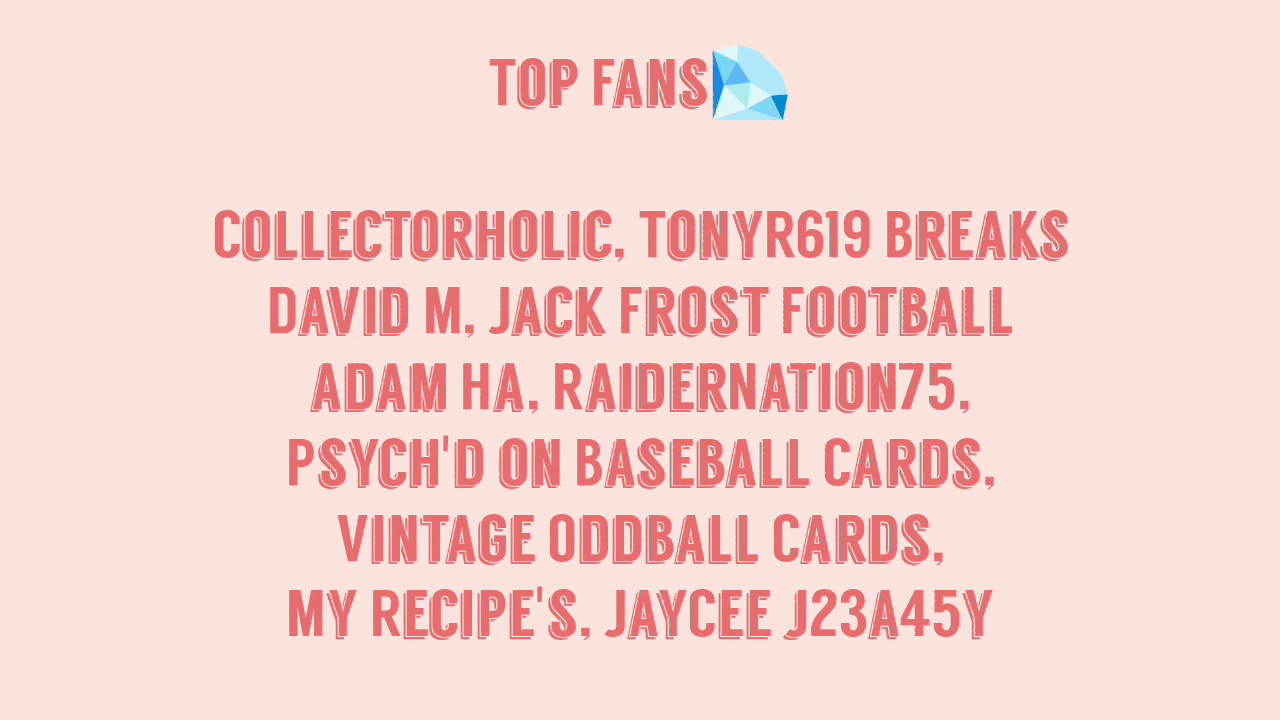 TOP FANS
COLLECTORHOLIC, TONYR619 BREAKS
DAVID M, JACK FROST FOOTBALL
ADAM HA, RAIDERNATION75,
PSYCH'D ON BASEBALL CARDS,
VINTAGE ODDBALL CARDS,
MY RECIPE'S, JAYCEE J23A45Y